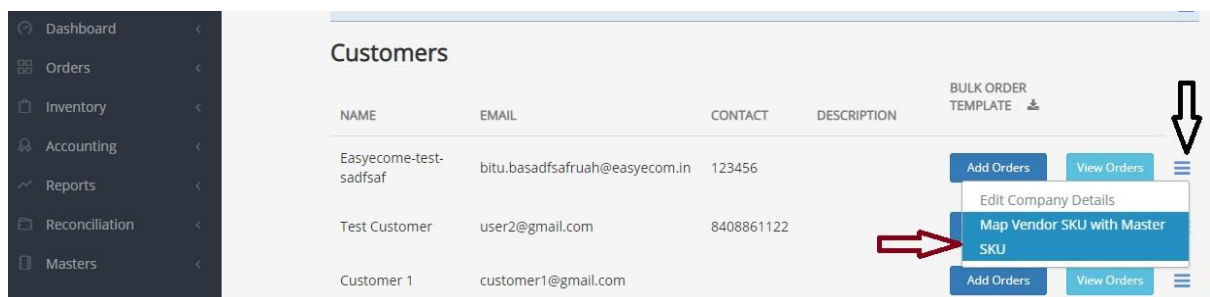 Dashboard
Orders
Inventory
Accounting
Reports
Reconciliation
Masters
Customers
NAME EMAIL CONTACT DESCRIPTION BULK ORDER
TEMPLATE
Easyecome-test-
sadfsaf bitu.basadfsafruah@easyecom.in 123456 Add Orders View Orders
Edit Company Details
Map Vendor SKU with Master
SKU
Test Customer user2@gmail.com 8408861122
Customer 1 customer1@gmail.com Add Orders View Orders